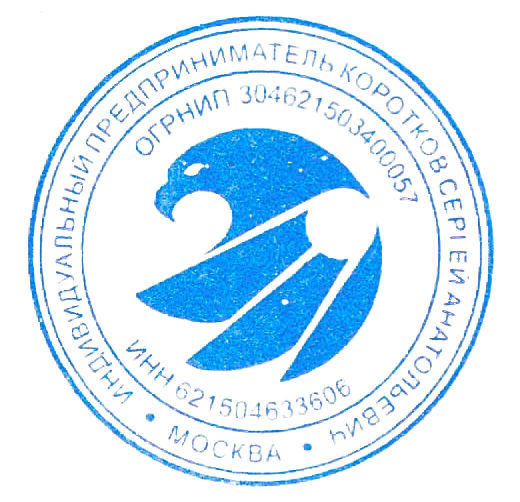 ИНДИВИДУАЛЬНЫЙ ПРЕДПРИНИМАТЕЛЬ КОРОТКОВ СЕРГЕЙ АНАТОЛЬЕВИЧ
ОГРНИП 304621503400057
ИНН 621504633606
• МОСКВА •